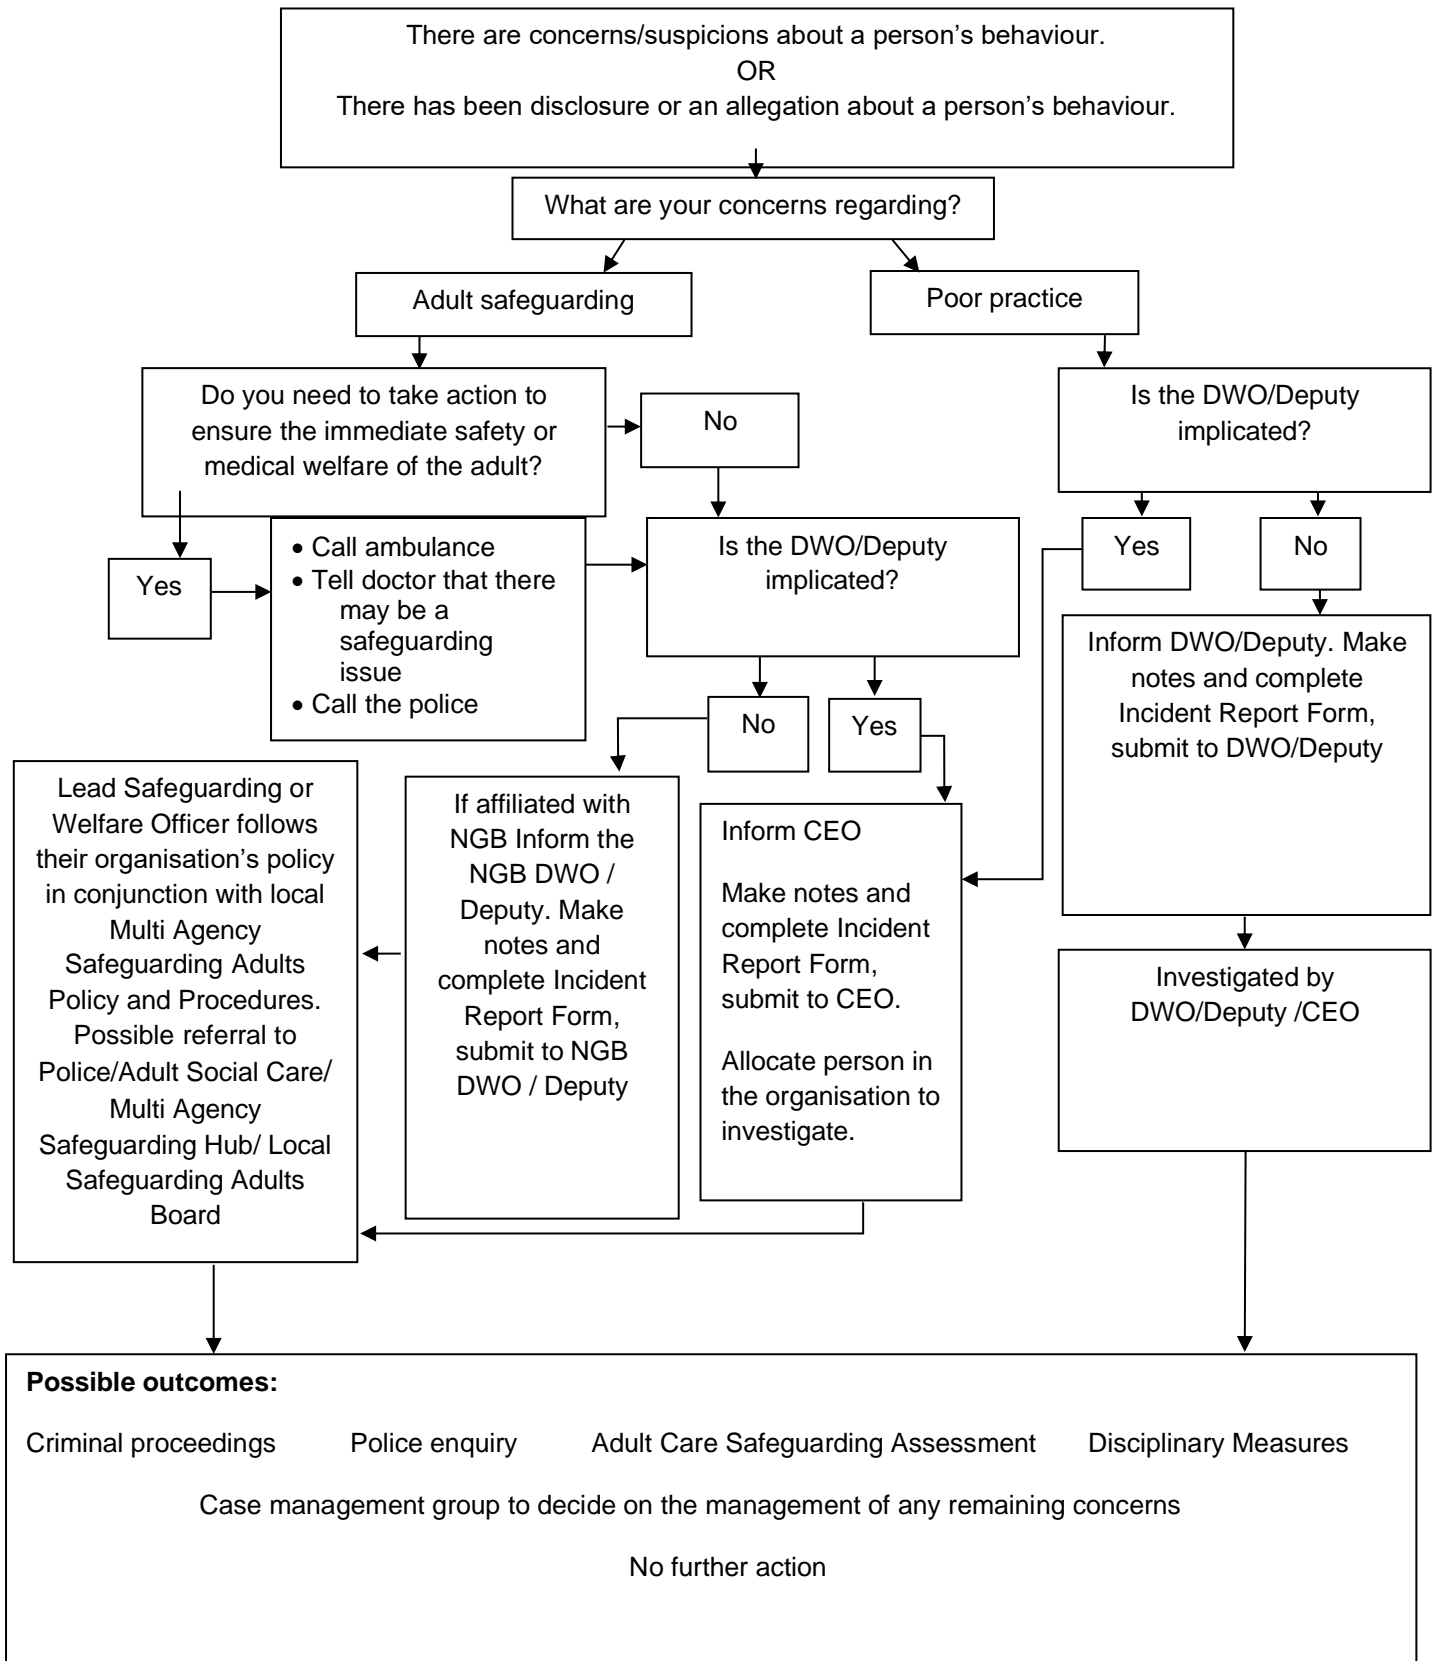 There are concerns/suspicions about a person’s behaviour.
OR
There has been disclosure or an allegation about a person’s behaviour.
What are your concerns regarding?
Adult safeguarding
Poor practice
Do you need to take action to
ensure the immediate safety or
medical welfare of the adult?
No
Is the DWO/Deputy
implicated?
Yes
• Call ambulance
• Tell doctor that there
may be a
safeguarding
issue
• Call the police
Is the DWO/Deputy
implicated?
Yes
No
No
Yes
Inform DWO/Deputy. Make
notes and complete
Incident Report Form,
submit to DWO/Deputy
Lead Safeguarding or
Welfare Officer follows
their organisation’s policy
in conjunction with local
Multi Agency
Safeguarding Adults
Policy and Procedures.
Possible referral to
Police/Adult Social Care/
Multi Agency
Safeguarding Hub/ Local
Safeguarding Adults
Board
If affiliated with
NGB Inform the
NGB DWO /
Deputy. Make
notes and
complete Incident
Report Form,
submit to NGB
DWO / Deputy
Inform CEO
Make notes and
complete Incident
Report Form,
submit to CEO.
Allocate person in
the organisation to
investigate.
Investigated by
DWO/Deputy /CEO
Possible outcomes:
Criminal proceedings Police enquiry Adult Care Safeguarding Assessment Disciplinary Measures
Case management group to decide on the management of any remaining concerns
No further action